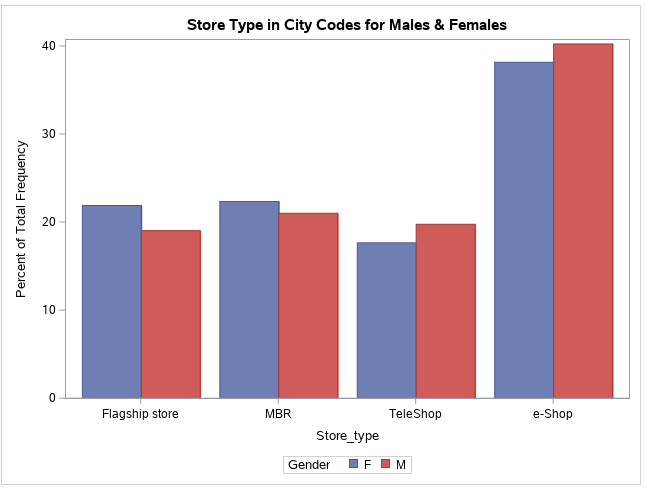 Store Type in City Codes for Males & Females
Percent of Total Frequency
40
30
20
10
0
Flagship store MBR TeleShop e-Shop
Store_type
Gender F M